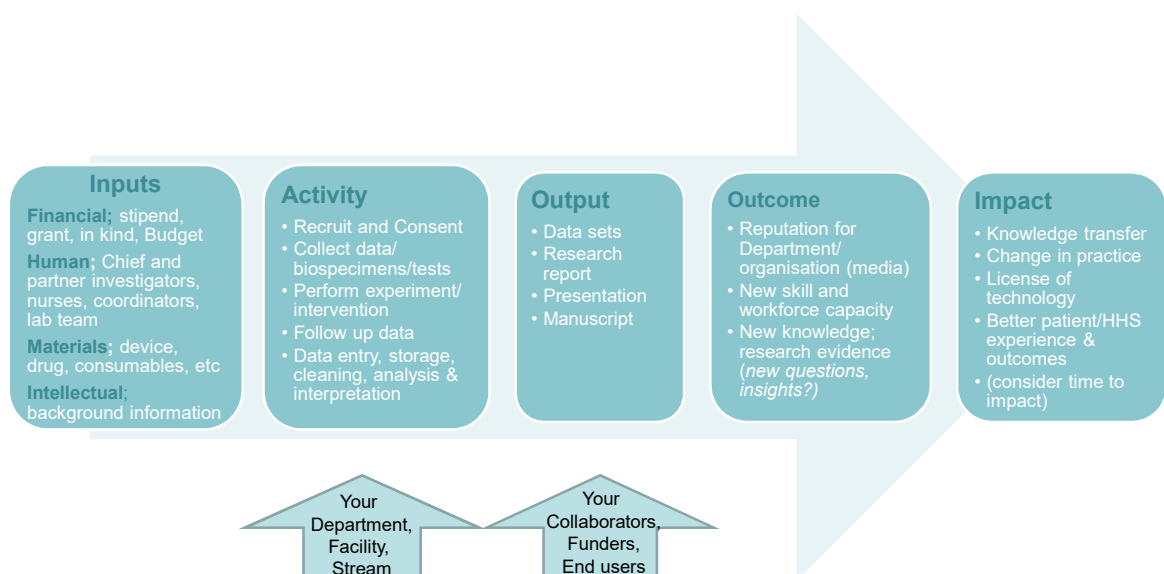 Inputs
Financial; stipend,
grant, in kind, Budget
Human; Chief and
partner investigators,
nurses, coordinators,
lab team
Materials; device,
drug, consumables, etc
Intellectual;
background information
Activity
• Recruit and Consent
• Collect data/
biospecimens/tests
• Perform experiment/
intervention
• Follow up data
• Data entry, storage,
cleaning, analysis &
interpretation
Output
• Data sets
• Research
report
• Presentation
• Manuscript
Outcome
• Reputation for
Department/
organisation (media)
• New skill and
workforce capacity
• New knowledge;
research evidence
(new questions,
insights?)
Impact
• Knowledge transfer
• Change in practice
• License of
technology
• Better patient/HHS
experience &
outcomes
• (consider time to
impact)
Your
Department,
Facility,
Stream
Your
Collaborators,
Funders,
End users